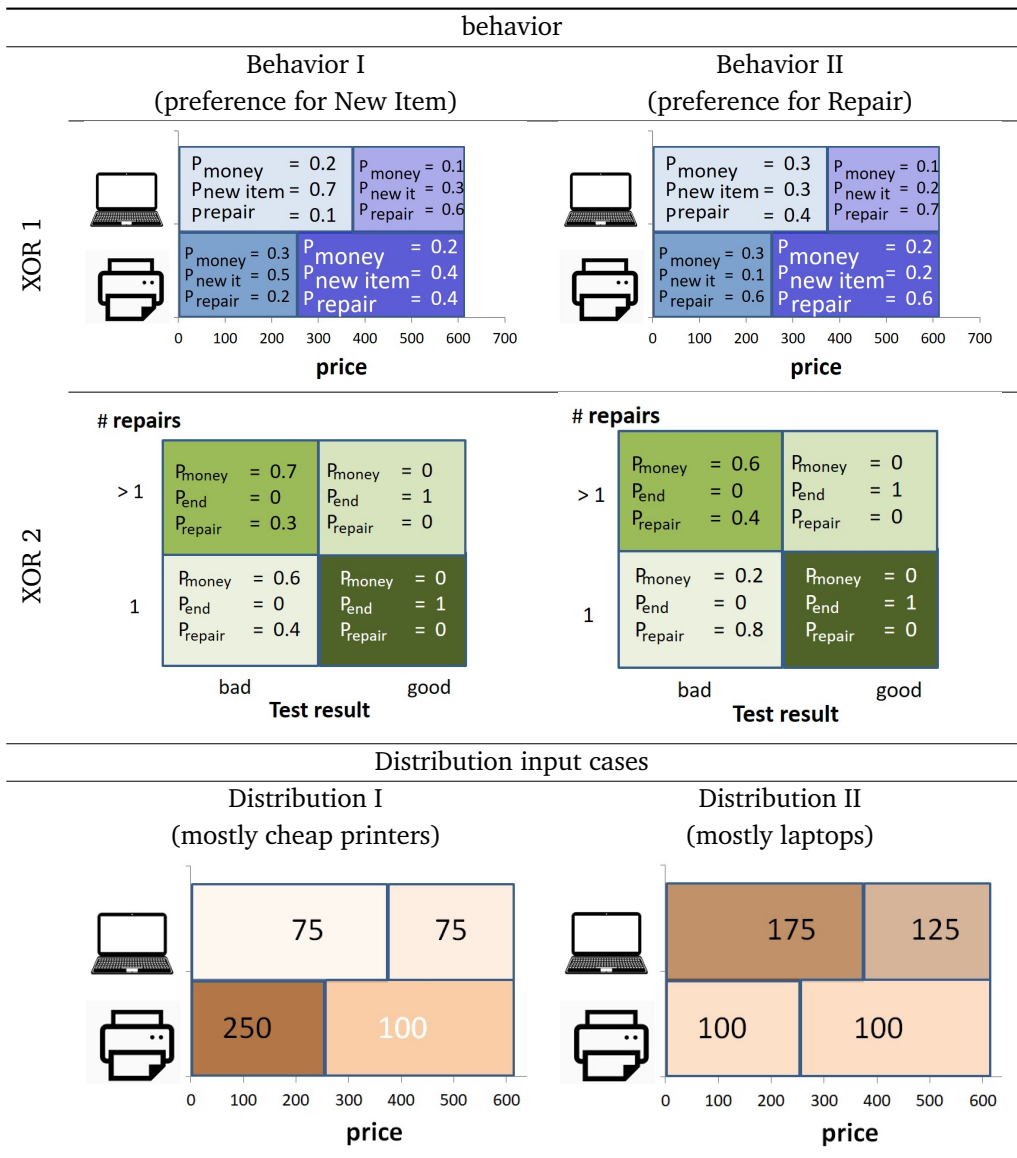 behavior
Behavior I
(preference for New Item)
Behavior II
(preference for Repair)
XOR 1
Pmoney = 0.2
Pnew item = 0.7
prepair = 0.1
Pmoney = 0.1
Pnew it = 0.3
Prepair = 0.6
Pmoney = 0.3
Pnew it = 0.5
Prepair = 0.2
Pmoney = 0.2
Pnew item= 0.4
Prepair = 0.4
0 100 200 300 400 500 600 700
price
Pmoney = 0.3
Pnew item = 0.3
prepair = 0.4
Pmoney = 0.1
Pnew it = 0.2
Prepair = 0.7
Pmoney = 0.3
Pnew it = 0.1
Prepair = 0.6
Pmoney = 0.2
Pnew item= 0.2
Prepair = 0.6
0 100 200 300 400 500 600 700
price
XOR 2
# repairs
> 1
Pmoney = 0.7
Pend = 0
Prepair = 0.3
Pmoney = 0
Pend = 1
Prepair = 0
1
Pmoney = 0.6
Pend = 0
Prepair = 0.4
Pmoney = 0
Pend = 1
Prepair = 0
bad good
Test result
# repairs
> 1
Pmoney = 0.6
Pend = 0
Prepair = 0.4
Pmoney = 0
Pend = 1
Prepair = 0
1
Pmoney = 0.2
Pend = 0
Prepair = 0.8
Pmoney = 0
Pend = 1
Prepair = 0
bad good
Test result
Distribution input cases
Distribution I
(mostly cheap printers)
Distribution II
(mostly laptops)
75 75
250 100
0 100 200 300 400 500 600
price
175 125
100 100
0 100 200 300 400 500 600
price